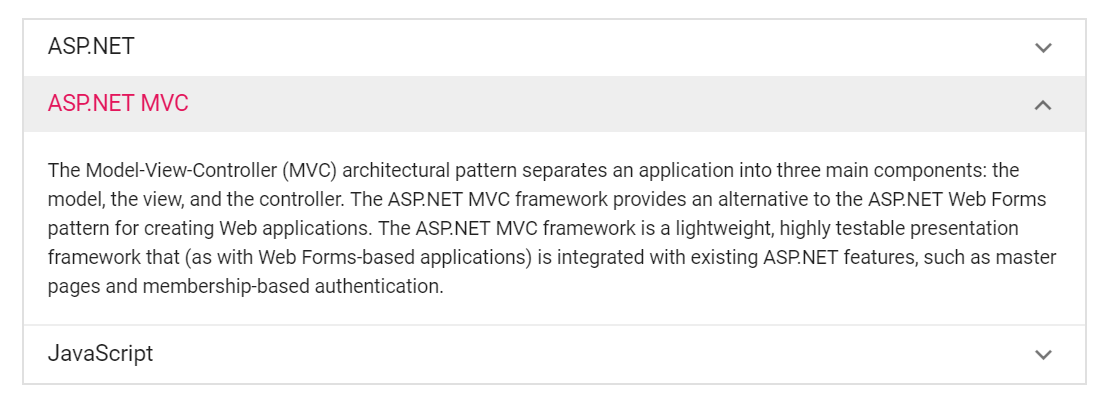 ASP.NET
ASP.NET MVC
The Model-View-Controller (MVC) architectural pattern separates an application into three main components: the
model, the view, and the controller. The ASP.NET MVC framework provides an alternative to the ASP.NET Web Forms
pattern for creating Web applications. The ASP.NET MVC framework is a lightweight, highly testable presentation
framework that (as with Web Forms-based applications) is integrated with existing ASP.NET features, such as master
pages and membership-based authentication.
JavaScript